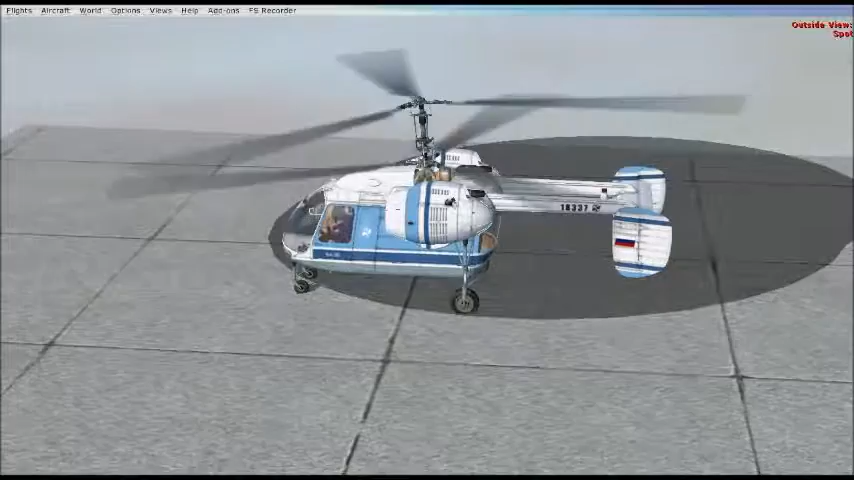 Flights Aircraft World Options Views Help Add-ons FS Recorder
Outside View:
Spot
18337